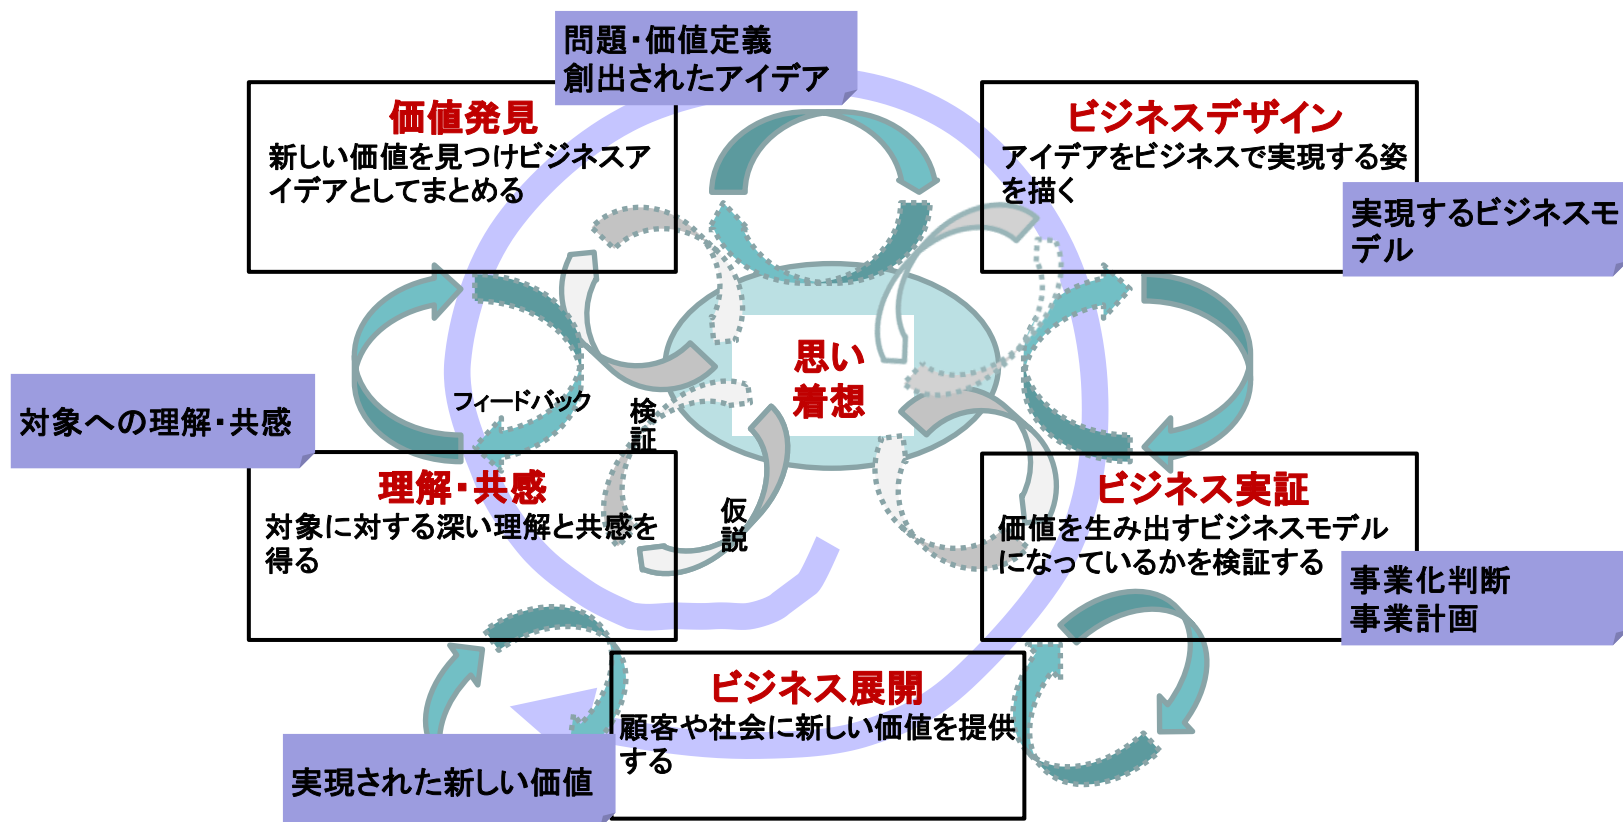 問題・価値定義
創出されたアイデア
価値発見
新しい価値を見つけビジネスア
イデアとしてまとめる
ビジネスデザイン
アイデアをビジネスで実現する姿
を描く
実現するビジネスモ
デル
思い
着想
フィードバック
検証
仮説
対象への理解・共感
理解・共感
対象に対する深い理解と共感を
得る
ビジネス実証
価値を生み出すビジネスモデル
になっているかを検証する
事業化判断
事業計画
ビジネス展開
顧客や社会に新しい価値を提供
する
実現された新しい価値